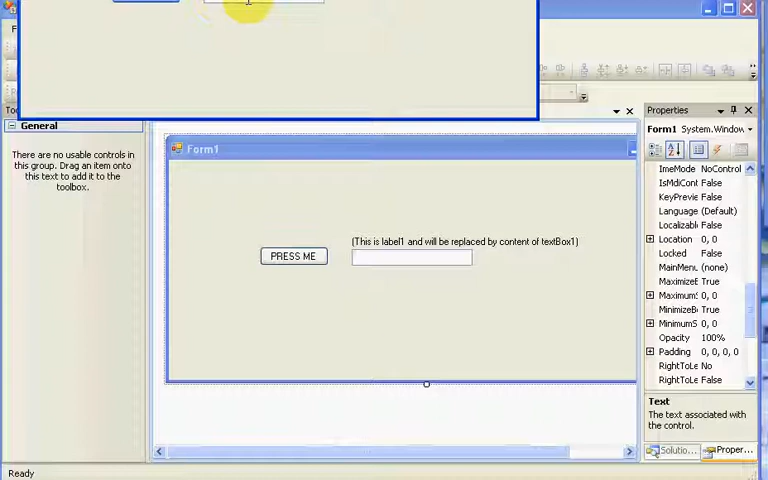 General
There are no usable controls in
this group. Drag an item onto
this text to add it to the
toolbox.
Form1
(This is label1 and will be replaced by content of textBox1)
PRESS ME
Properties
Form1 System.Window
ImeMode NoControl
IsMdiCont False
KeyPreview False
Language (Default)
Localizabl False
Location 0, 0
Locked False
MainMenu (none)
MaximizeB True
MaximumS 0, 0
MinimizeB True
MinimumS 0, 0
Opacity 100%
Padding 0, 0, 0, 0
RightToLe No
RightToLe False
Text
The text associated with
the control.
Solutio... Proper...
Ready